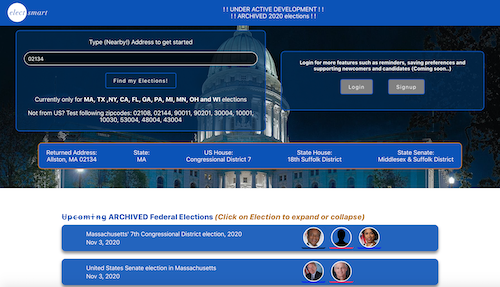 elect smart
! ! UNDER ACTIVE DEVELOPMENT ! !
! ! ARCHIVED 2020 elections ! !
Type (Nearby!) Address to get started
02134
Find my Elections!
Currently only for MA, TX ,NY, CA, FL, GA, PA, MI, MN, OH and WI elections
Not from US? Test following zipcodes: 02108, 02144, 90011, 90201, 30004, 10001,
10030, 53004, 48004, 43004
Login for more features such as reminders, saving preferences and
supporting newcomers and candidates (Coming soon..)
Login
Signup
Returned Address:
Allston, MA 02134
State:
MA
US House:
Congressional District 7
State House:
18th Suffolk District
State Senate:
Middlesex & Suffolk District
Upcoming ARCHIVED Federal Elections (Click on Election to expand or collapse)
Massachusetts' 7th Congressional District election, 2020
Nov 3, 2020
United States Senate election in Massachusetts
Nov 3, 2020